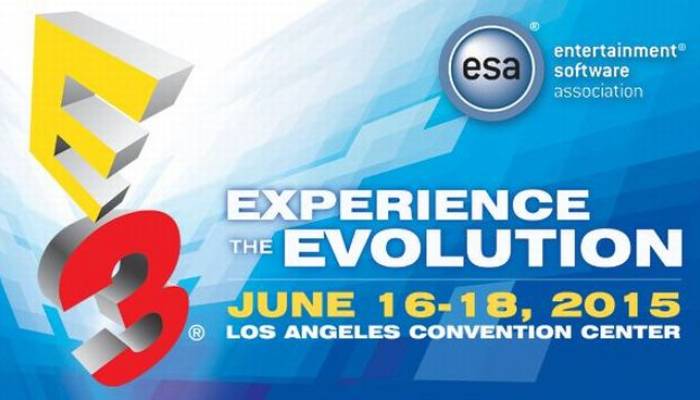 E3®
esa®
entertainment®
software
association
EXPERIENCE
THE EVOLUTION
JUNE 16-18, 2015
LOS ANGELES CONVENTION CENTER